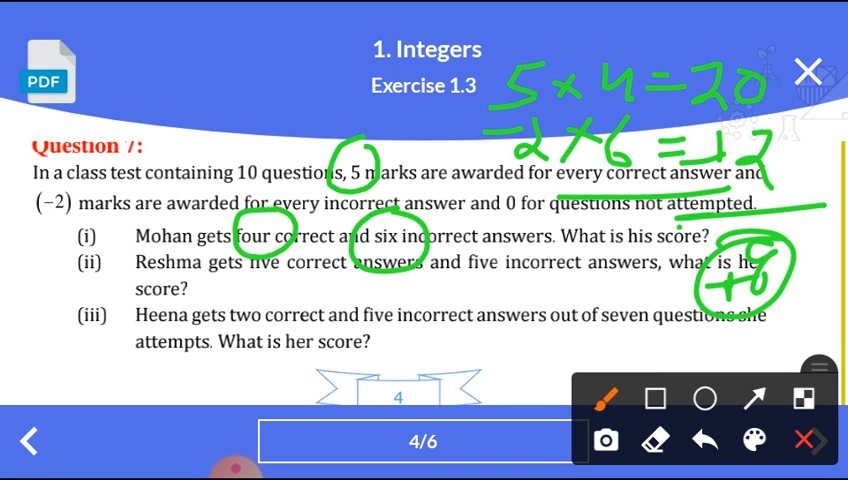 1. Integers
PDF
Exercise 1.3
5 × 4 = 20
-2 × 6 = -12
Question 7:
In a class test containing 10 questions, 5 marks are awarded for every correct answer and
(−2) marks are awarded for every incorrect answer and 0 for questions not attempted.
(i) Mohan gets four correct and six incorrect answers. What is his score?
(ii) Reshma gets five correct answers and five incorrect answers, what is her
score?
(iii) Heena gets two correct and five incorrect answers out of seven questions she
attempts. What is her score?
4
4/6